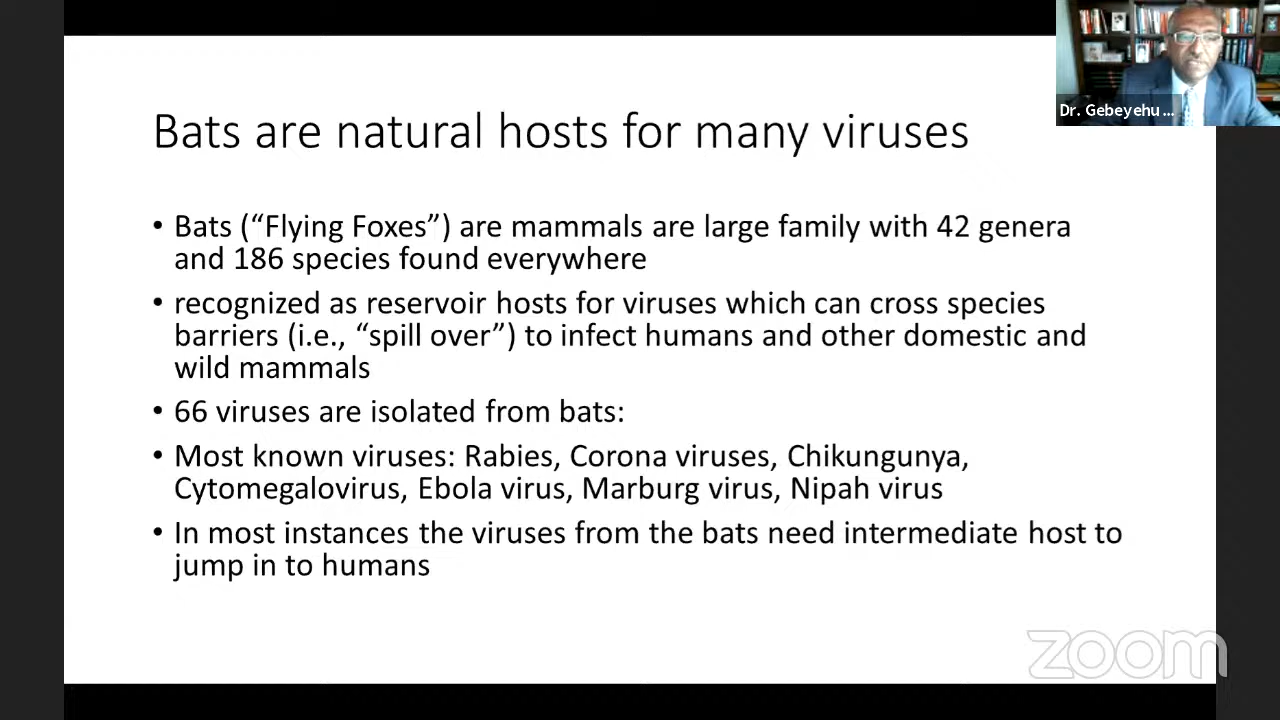 Dr. Gebeyehu ...
Bats are natural hosts for many viruses
• Bats (“Flying Foxes”) are mammals are large family with 42 genera
and 186 species found everywhere
• recognized as reservoir hosts for viruses which can cross species
barriers (i.e., “spill over”) to infect humans and other domestic and
wild mammals
• 66 viruses are isolated from bats:
• Most known viruses: Rabies, Corona viruses, Chikungunya,
Cytomegalovirus, Ebola virus, Marburg virus, Nipah virus
• In most instances the viruses from the bats need intermediate host to
jump in to humans
zoom